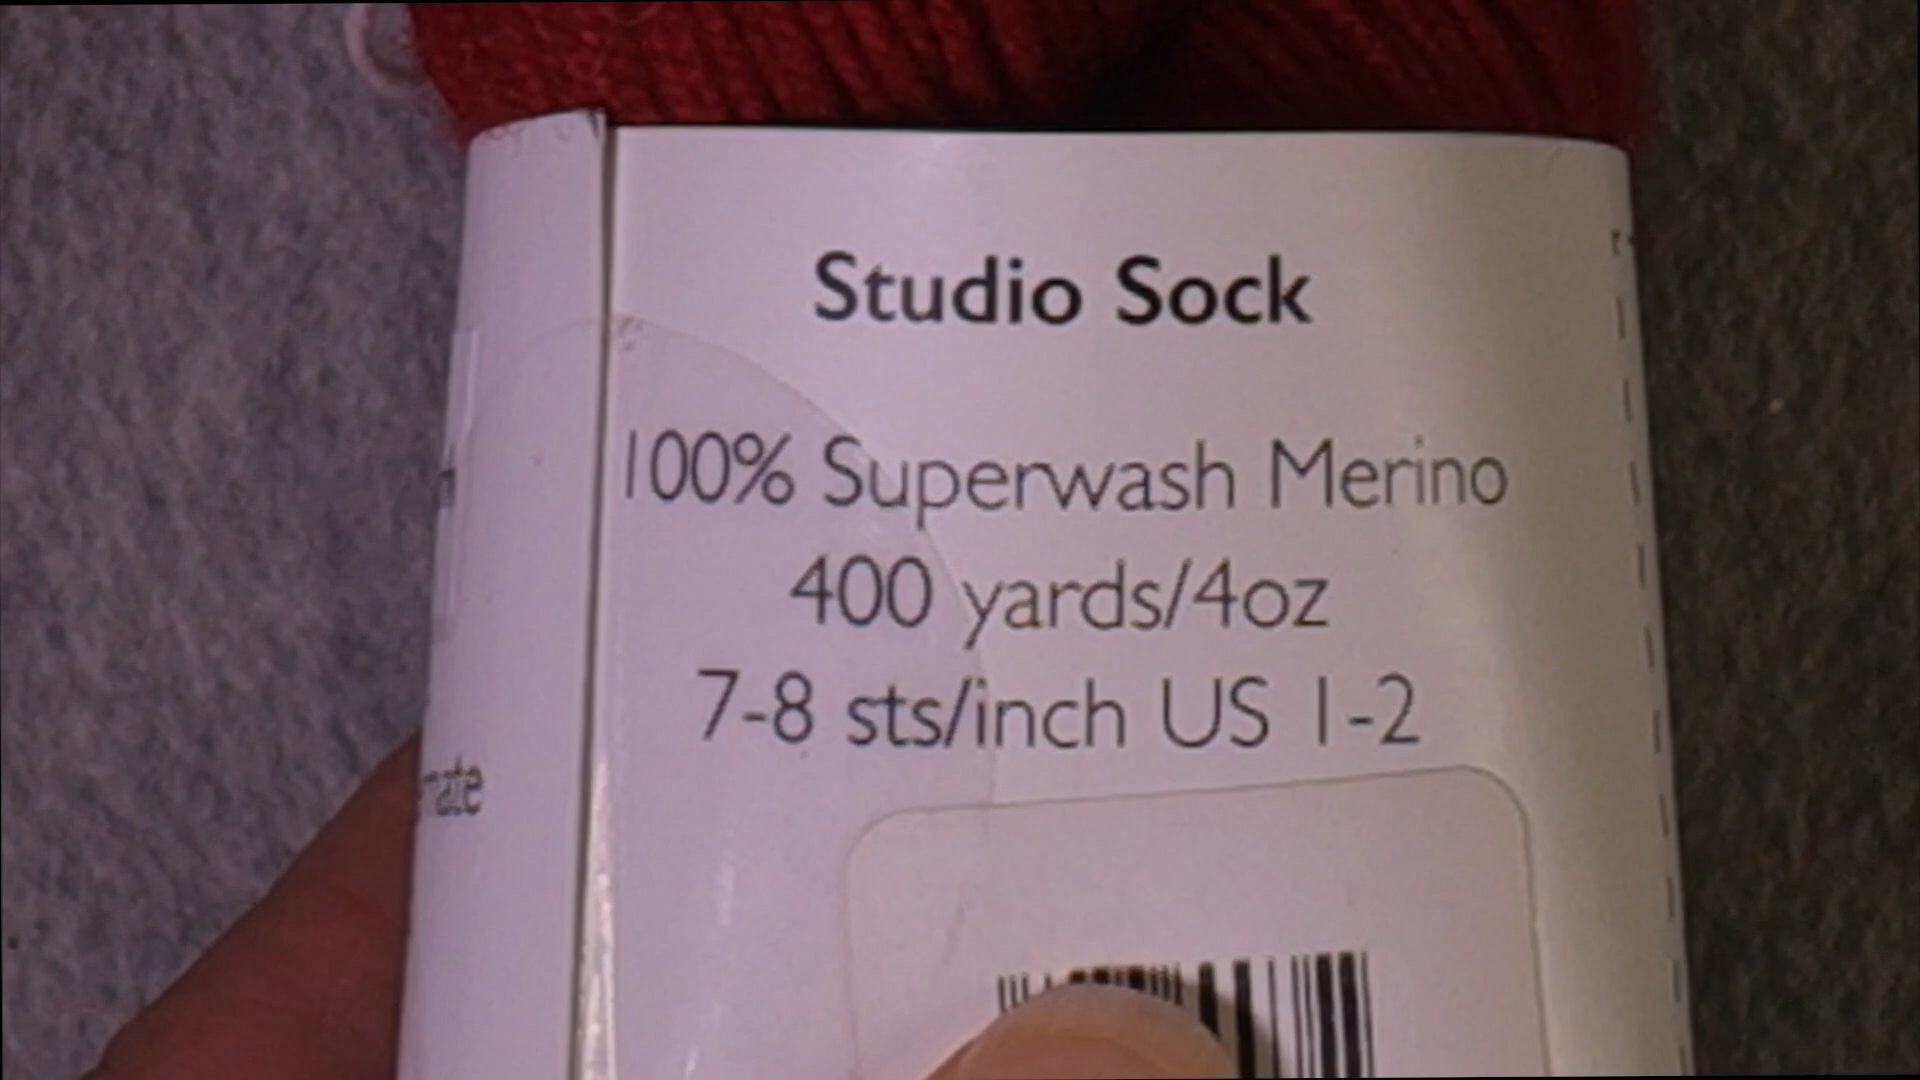 Studio Sock
100% Superwash Merino
400 yards/4oz
7-8 sts/inch US 1-2